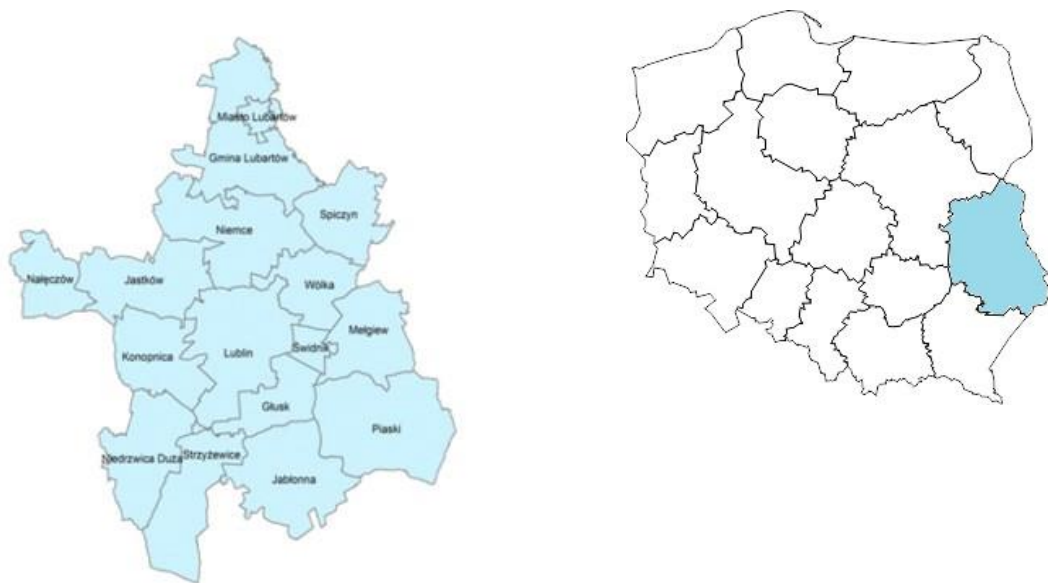 Miasto Lubartów
Gmina Lubartów
Spiczyn
Niemce
Nałęczów
Jastków
Wólka
Mełgiew
Konopnica
Lublin
Świdnik
Głusk
Piaski
Niedrzwica Duża
Strzyżewice
Jabłonna